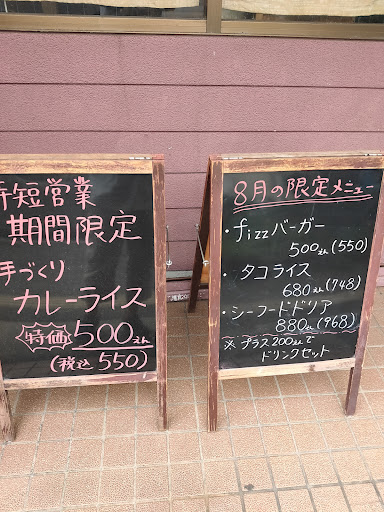 時短営業
期間限定
手づくり
カレーライス
特価 500えん
(税込 550)
8月の限定メニュー
・fizzバーガー
500えん(550)
・タコライス
680えん(748)
・シーフードドリア
880えん(968)
※プラス200えんで
ドリンクセット